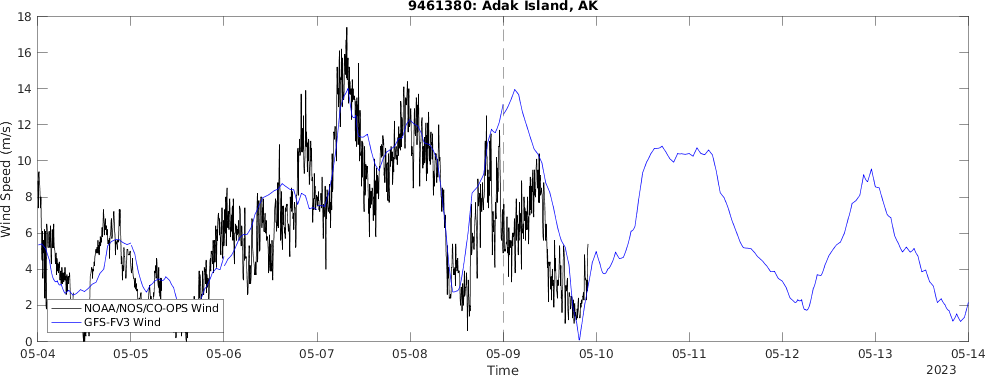 9461380: Adak Island, AK
Wind Speed (m/s)
18
16
14
12
10
8
6
4
2
0
NOAA/NOS/CO-OPS Wind
GFS-FV3 Wind
05-04 05-05 05-06 05-07 05-08 05-09 05-10 05-11 05-12 05-13 05-14
Time
2023